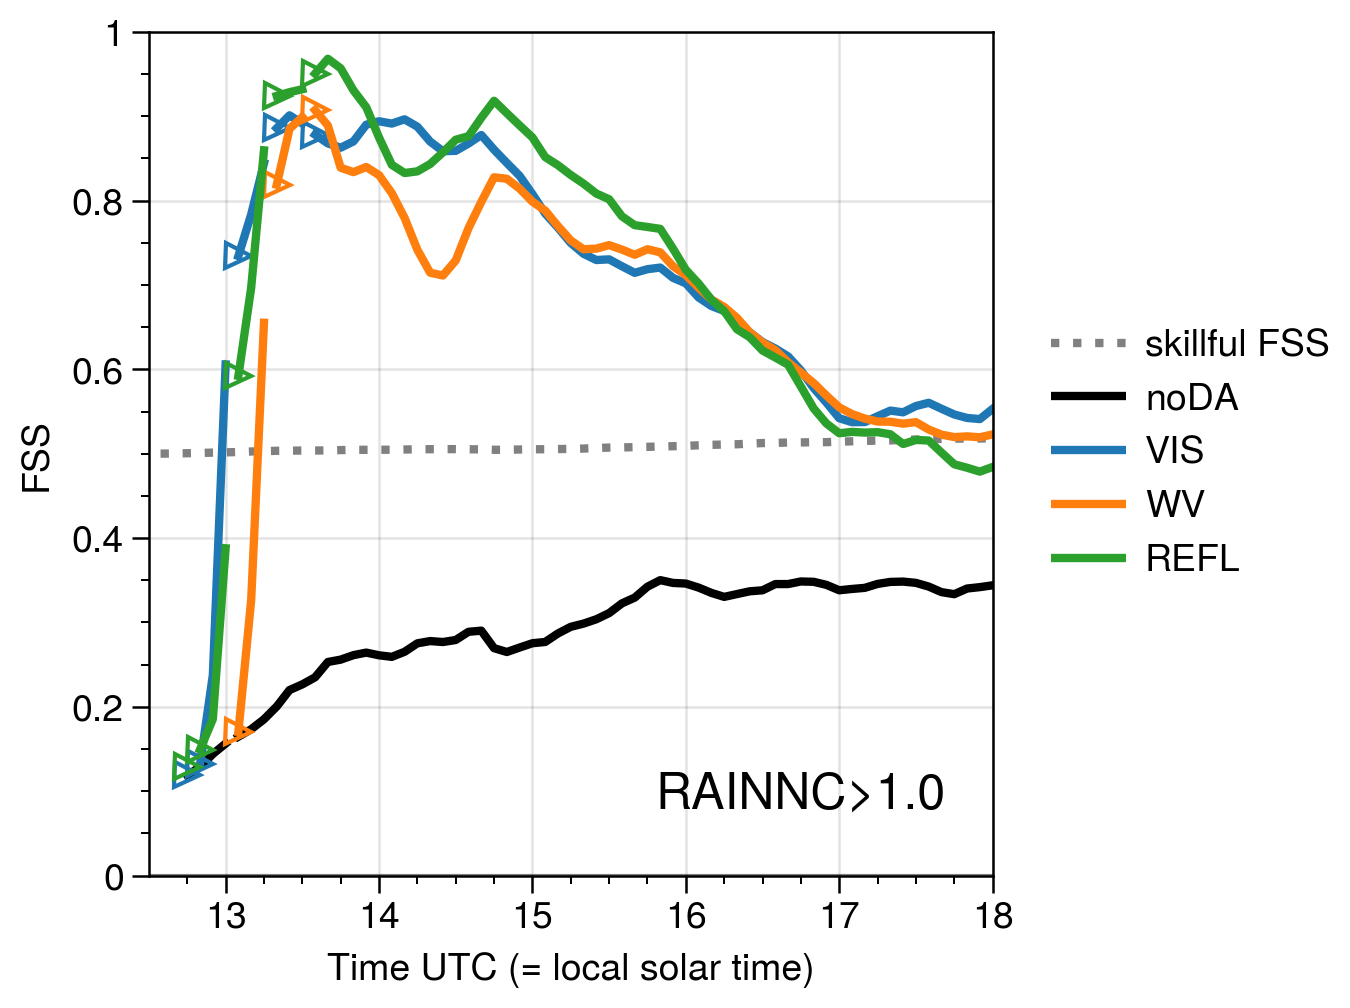 1
0.8
0.6
0.4
0.2
0
FSS
13 14 15 16 17 18
Time UTC (= local solar time)
RAINNC>1.0
skillful FSS
noDA
VIS
WV
REFL